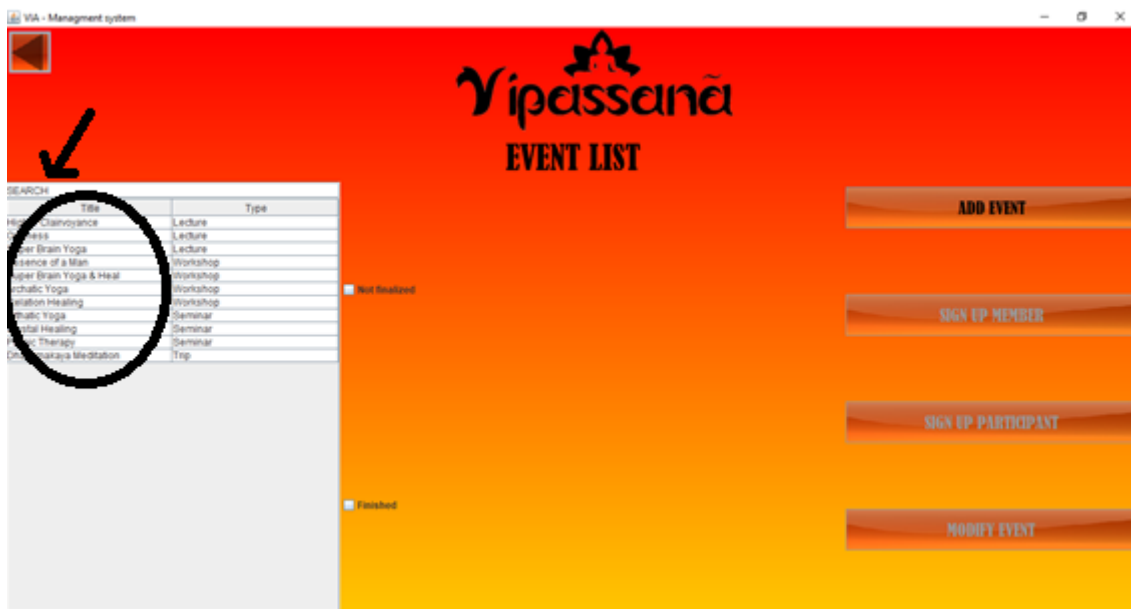 VIA - Managment system
Vipassanã
EVENT LIST
SEARCH
Title Type
Clairvoyance Lecture
Lecture
Brain Yoga Lecture
of a Man Workshop
Super Brain Yoga & Heal Workshop
Yoga Workshop
Healing Workshop
Yoga Seminar
Healing Seminar
Therapy Seminar
Meditation Trip
Not finalized
Finished
ADD EVENT
SIGN UP MEMBER
SIGN UP PARTICIPANT
MODIFY EVENT